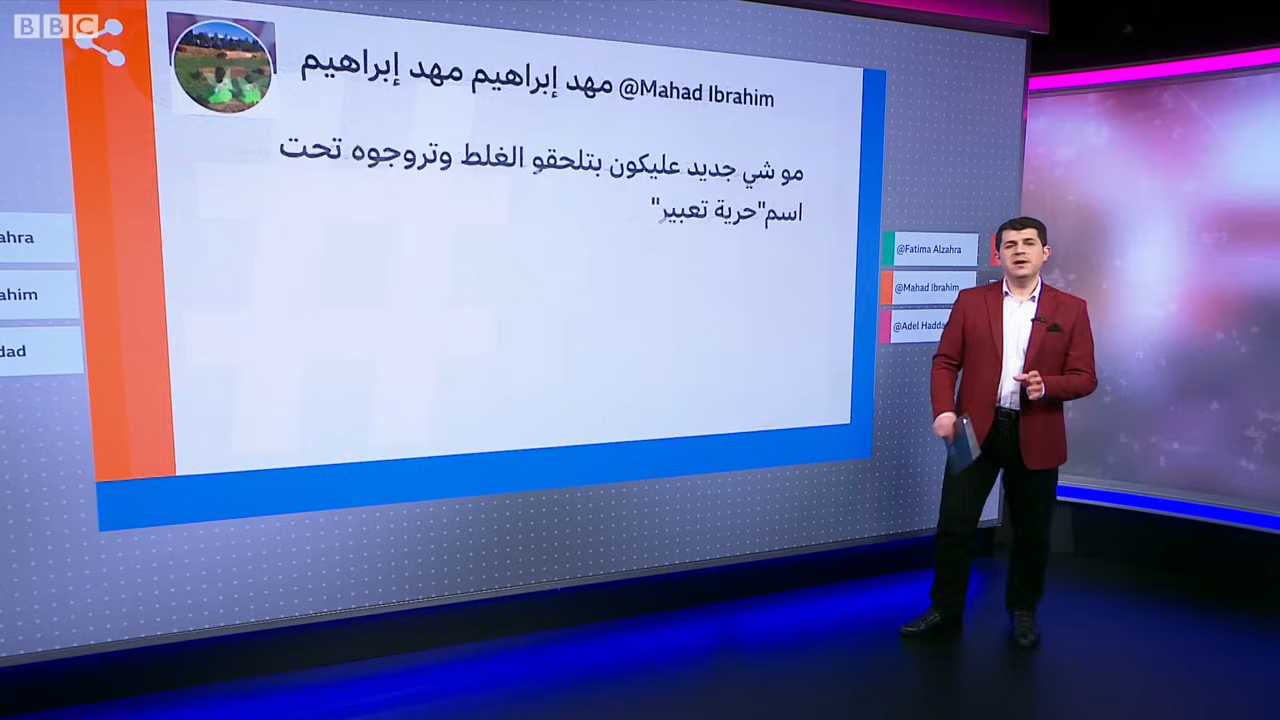 BBC
مهد إبراهيم مهد إبراهيم @Mahad Ibrahim
مو شي جديد عليكون بتلحقو الغلط وتروجوه تحت
اسم"حرية تعبير"
ahra
ahim
dad
@Fatima Alzahra
@Mahad Ibrahim
@Adel Hadda